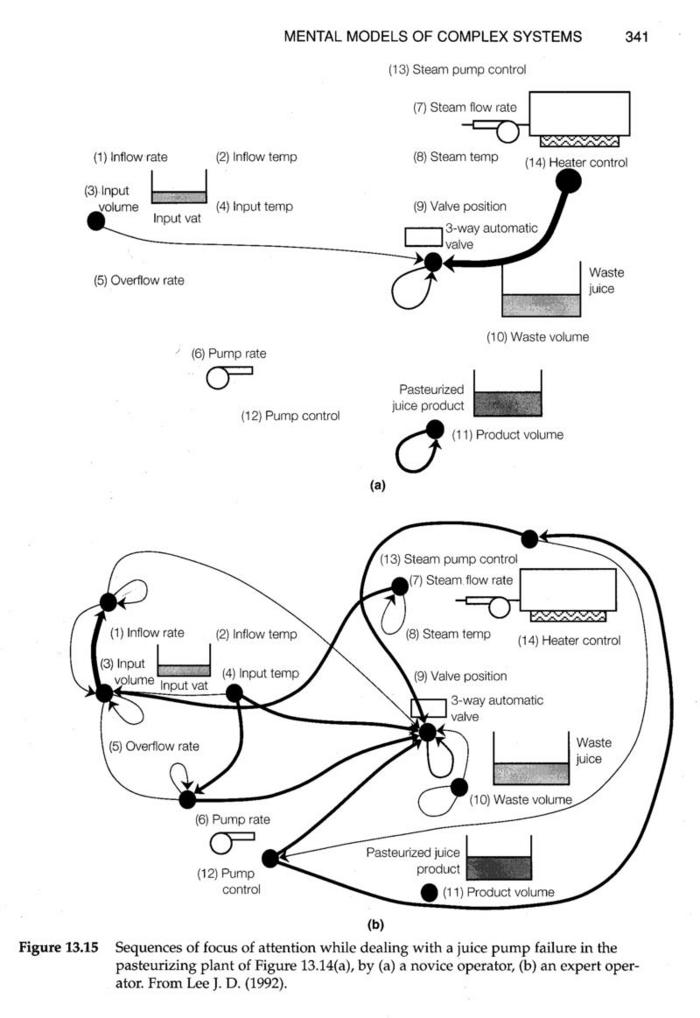 MENTAL MODELS OF COMPLEX SYSTEMS 341
(13) Steam pump control
(7) Steam flow rate
(1) Inflow rate
(2) Inflow temp
(8) Steam temp
(14) Heater control
(3) Input
volume
Input vat
(4) Input temp
(9) Valve position
3-way automatic
valve
(5) Overflow rate
Waste
juice
(10) Waste volume
(6) Pump rate
Pasteurized
juice product
(12) Pump control
(11) Product volume
(a)
(13) Steam pump control
(7) Steam flow rate
(1) Inflow rate
(2) Inflow temp
(8) Steam temp
(14) Heater control
(3) Input
volume
Input vat
(4) Input temp
(9) Valve position
3-way automatic
valve
(5) Overflow rate
Waste
juice
(10) Waste volume
(6) Pump rate
Pasteurized juice
product
(12) Pump
control
(11) Product volume
(b)
Figure 13.15 Sequences of focus of attention while dealing with a juice pump failure in the
pasteurizing plant of Figure 13.14(a), by (a) a novice operator, (b) an expert oper-
ator. From Lee J. D. (1992).